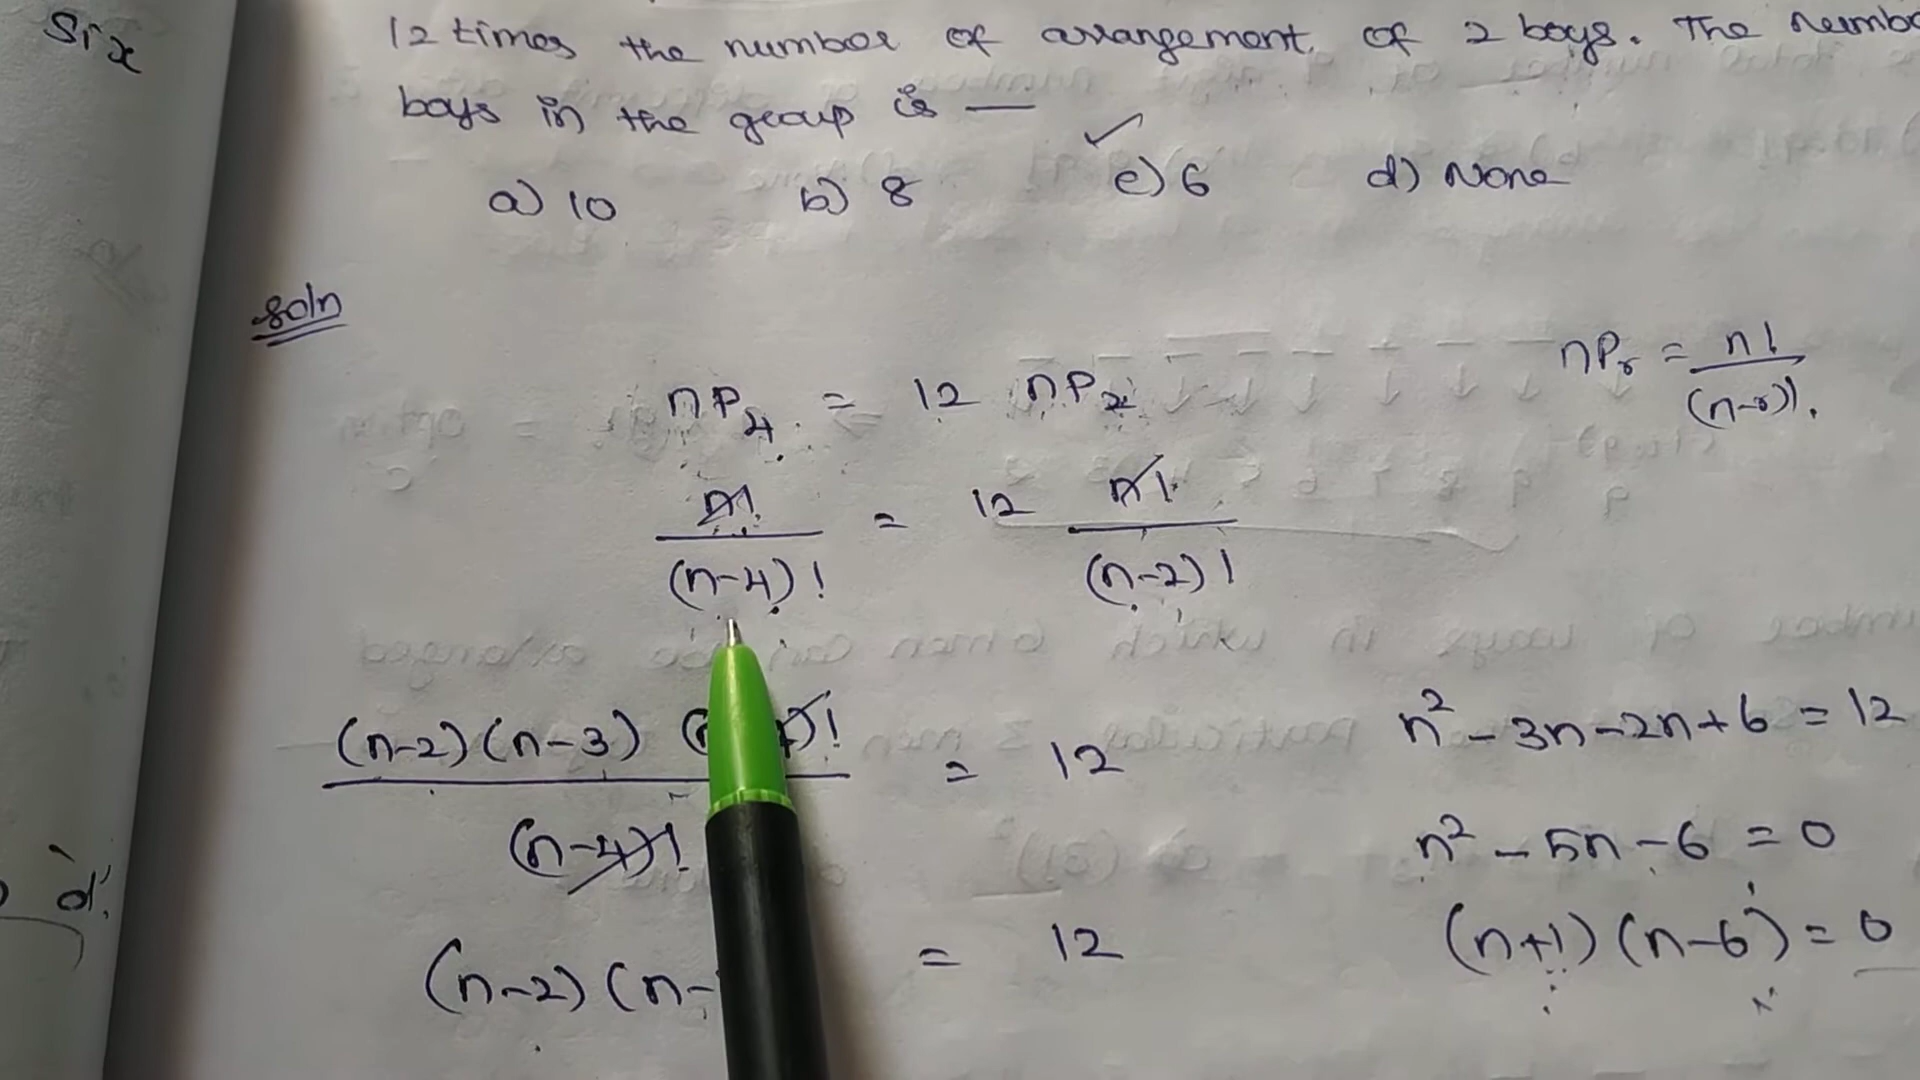 Six
12 times the number of arrangement of 2 boys. The numbe
boys in the group is —
a) 10 b) 8 c) 6 d) None
soln
nP4 = 12 nP2 nPr = n! / (n-r)!.
n! / (n-4)! = 12 n! / (n-2)!
(n-2)(n-3) ! / (n-4)! = 12
n² - 3n - 2n + 6 = 12
n² - 5n - 6 = 0
(n-2)(n- = 12
(n+1)(n-6) = 0
d.